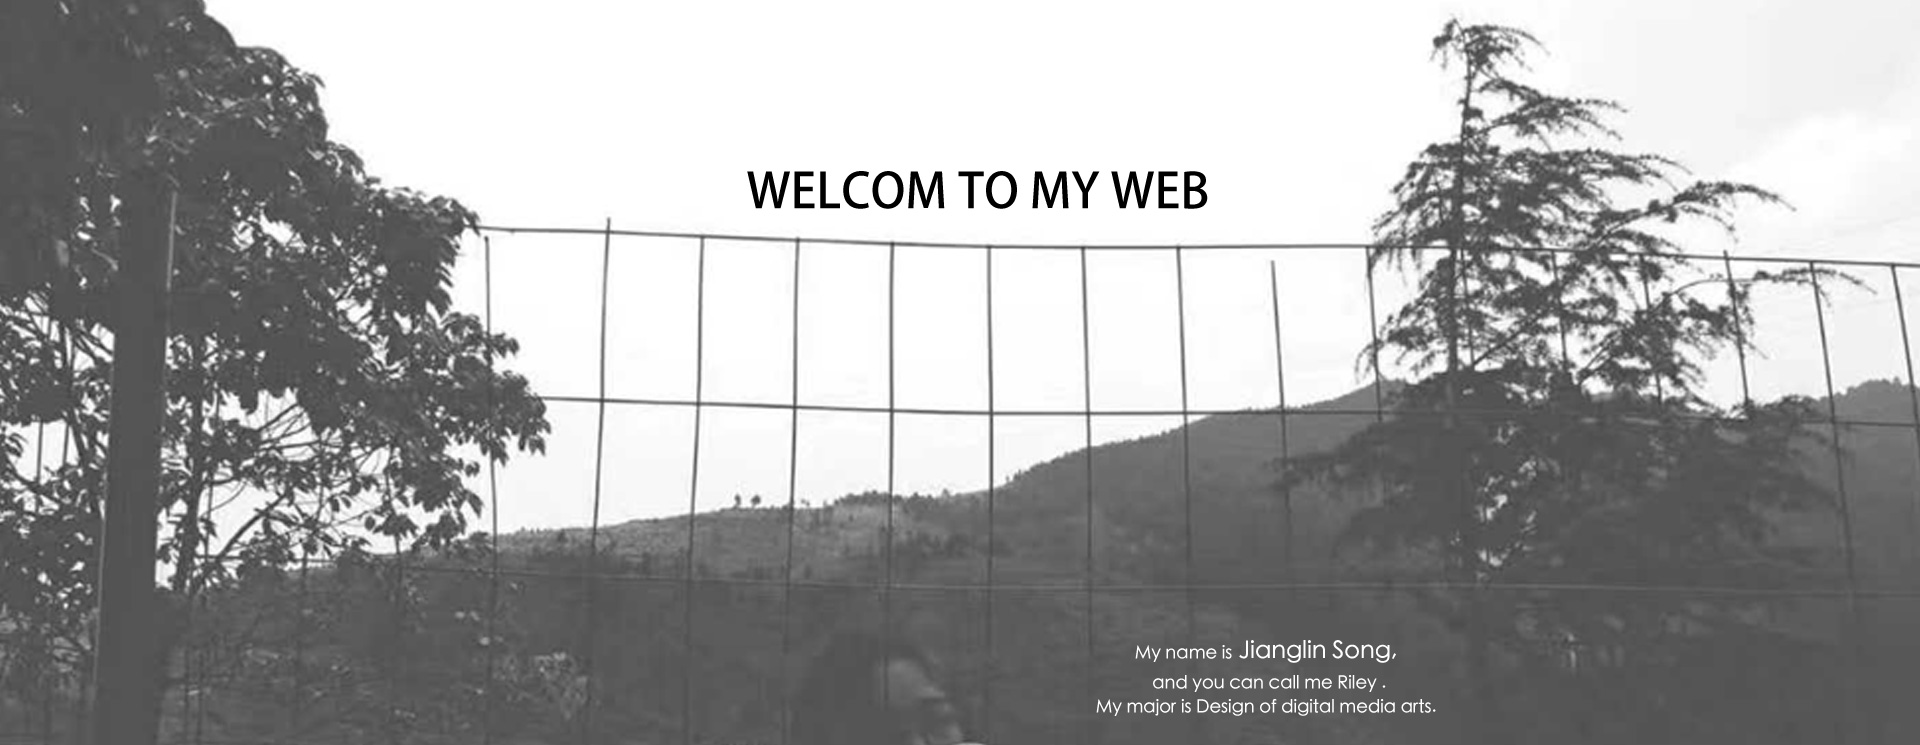 WELCOM TO MY WEB
My name is Jianglin Song,
and you can call me Riley .
My major is Design of digital media arts.